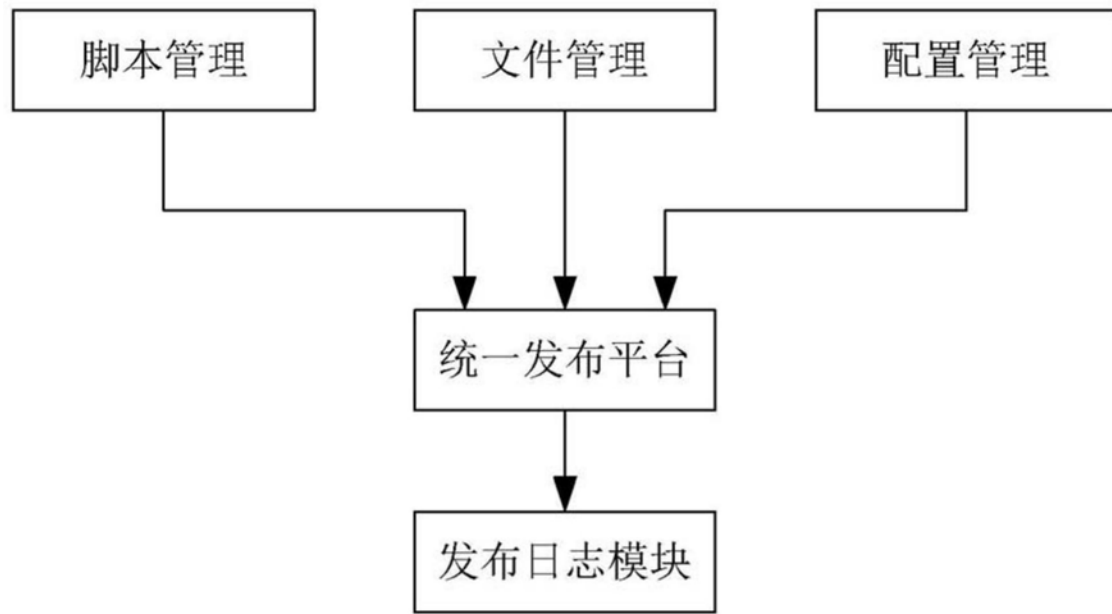 脚本管理
文件管理
配置管理
统一发布平台
发布日志模块